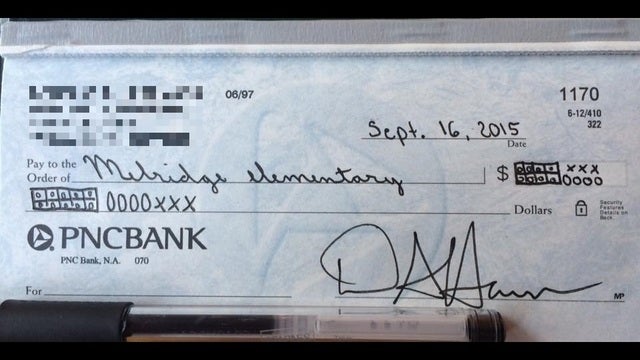 06/97
1170
6-12/410
322
Sept. 16, 2015
Date
Pay to the
Order of Melridge elementary $ xxx
0000
0000xxx Dollars
Security
Features
Details on
Back.
PNCBANK
PNC Bank, N.A. 070
For
MP